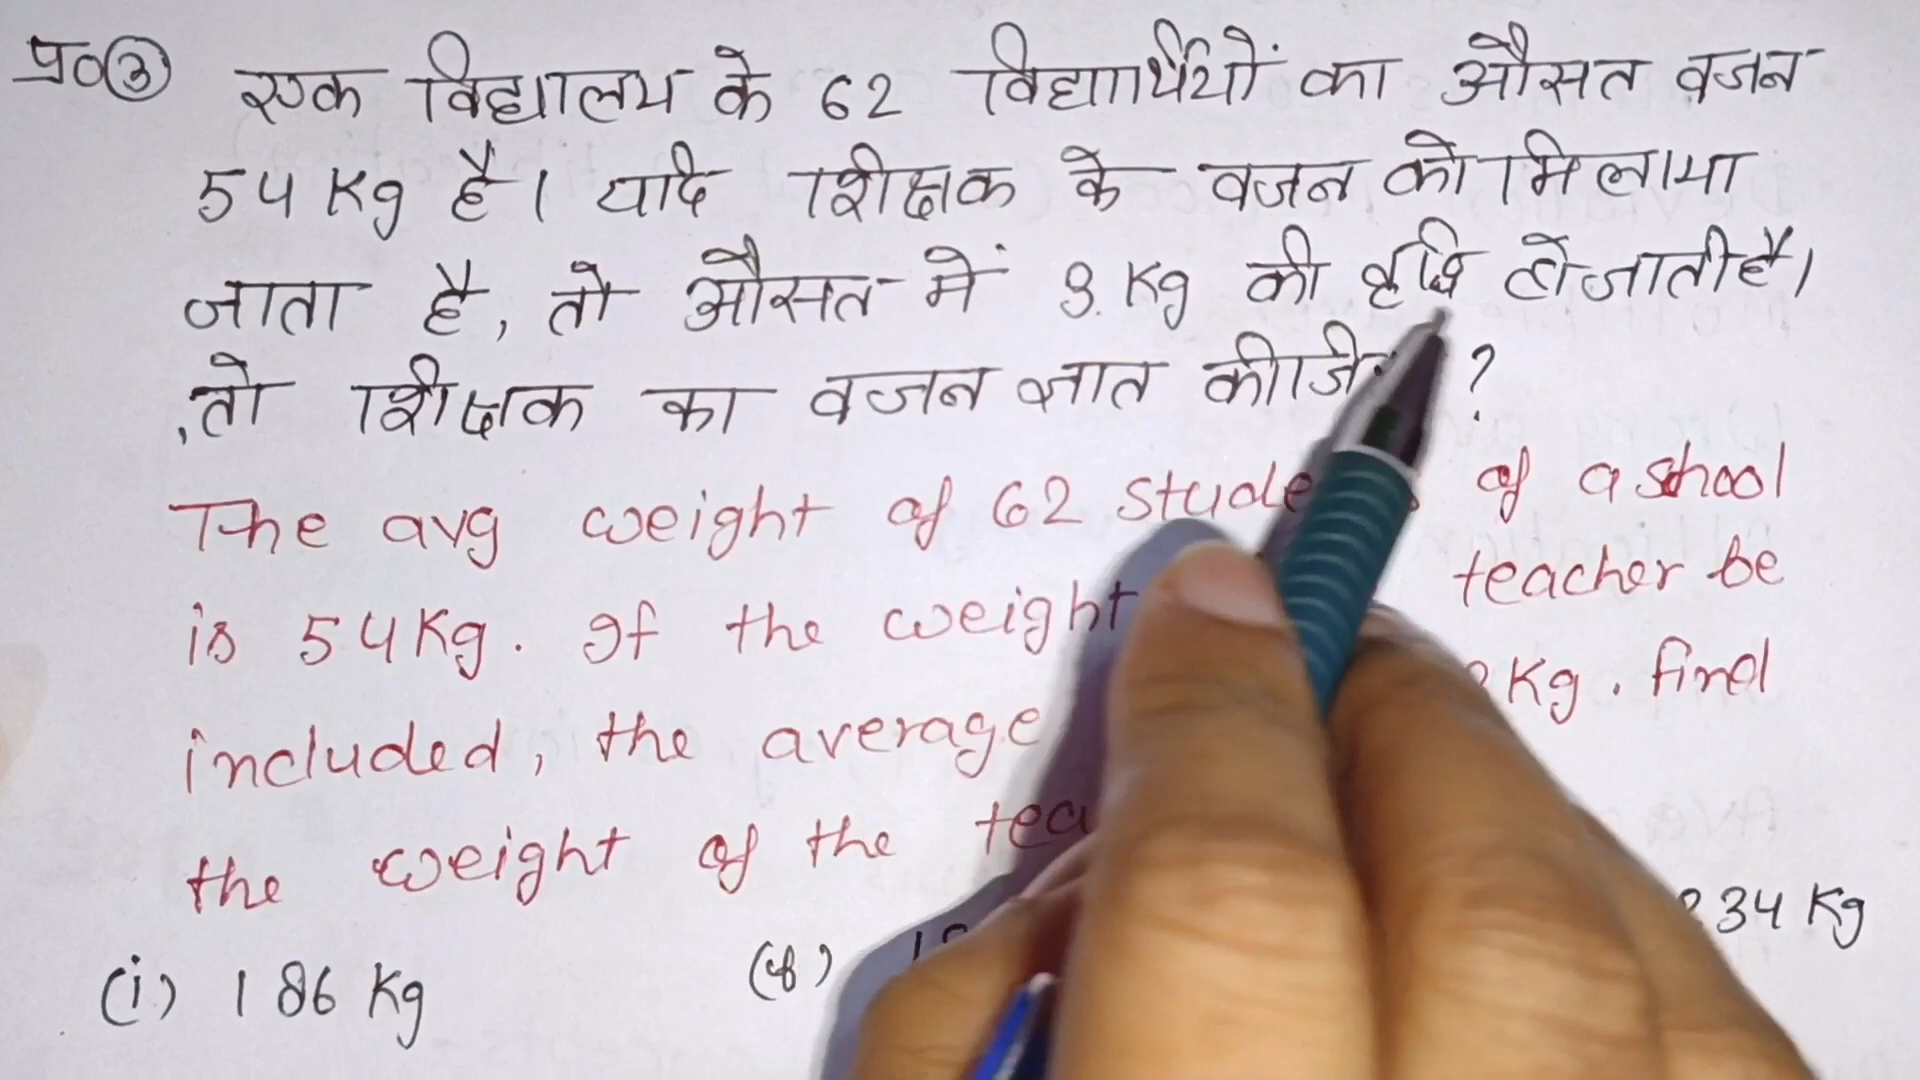 प्र०③ एक विद्यालय के 62 विद्यार्थियों का औसत वजन
54 Kg है। यदि शिक्षक के वजन को मिलाया
जाता है, तो औसत में 3 Kg की वृद्धि हो जाती है।
, तो शिक्षक का वजन ज्ञात ?
The avg weight of 62 of a school
is 54 Kg. If the weight teacher be
included, the average Kg. find
the weight of the
(i) 186 Kg 34 Kg